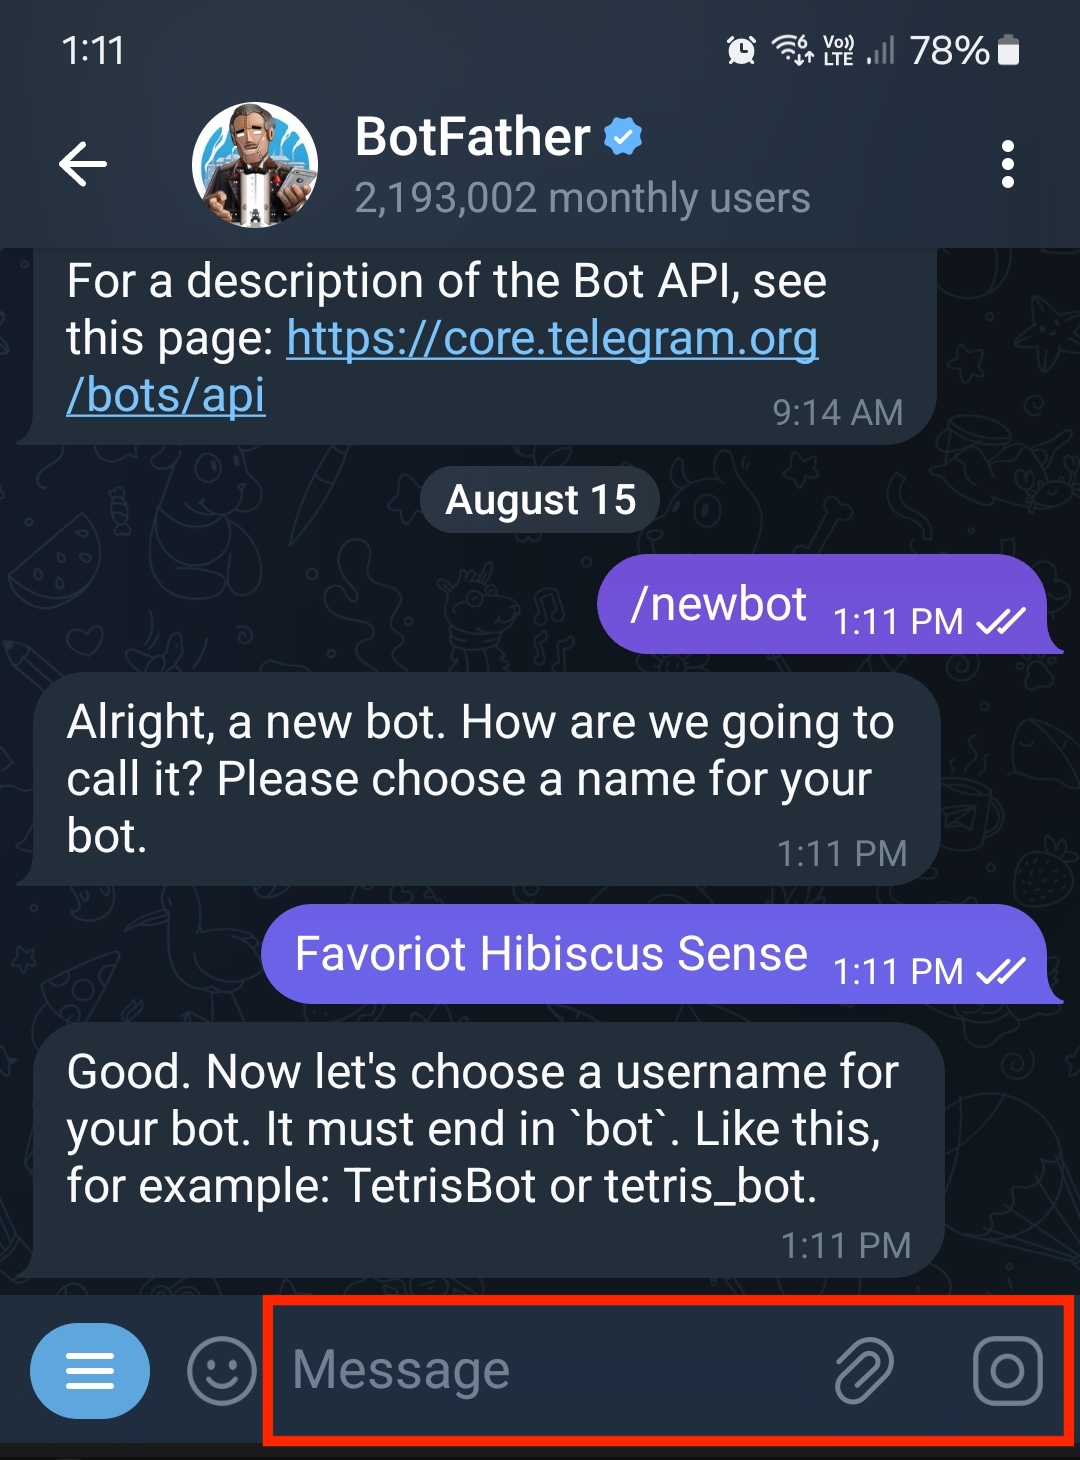 1:11
6 Vo)) LTE 78%
BotFather
2,193,002 monthly users
For a description of the Bot API, see
this page: https://core.telegram.org
/bots/api
9:14 AM
August 15
/newbot 1:11 PM
Alright, a new bot. How are we going to
call it? Please choose a name for your
bot.
1:11 PM
Favoriot Hibiscus Sense 1:11 PM
Good. Now let's choose a username for
your bot. It must end in `bot`. Like this,
for example: TetrisBot or tetris_bot.
1:11 PM
Message